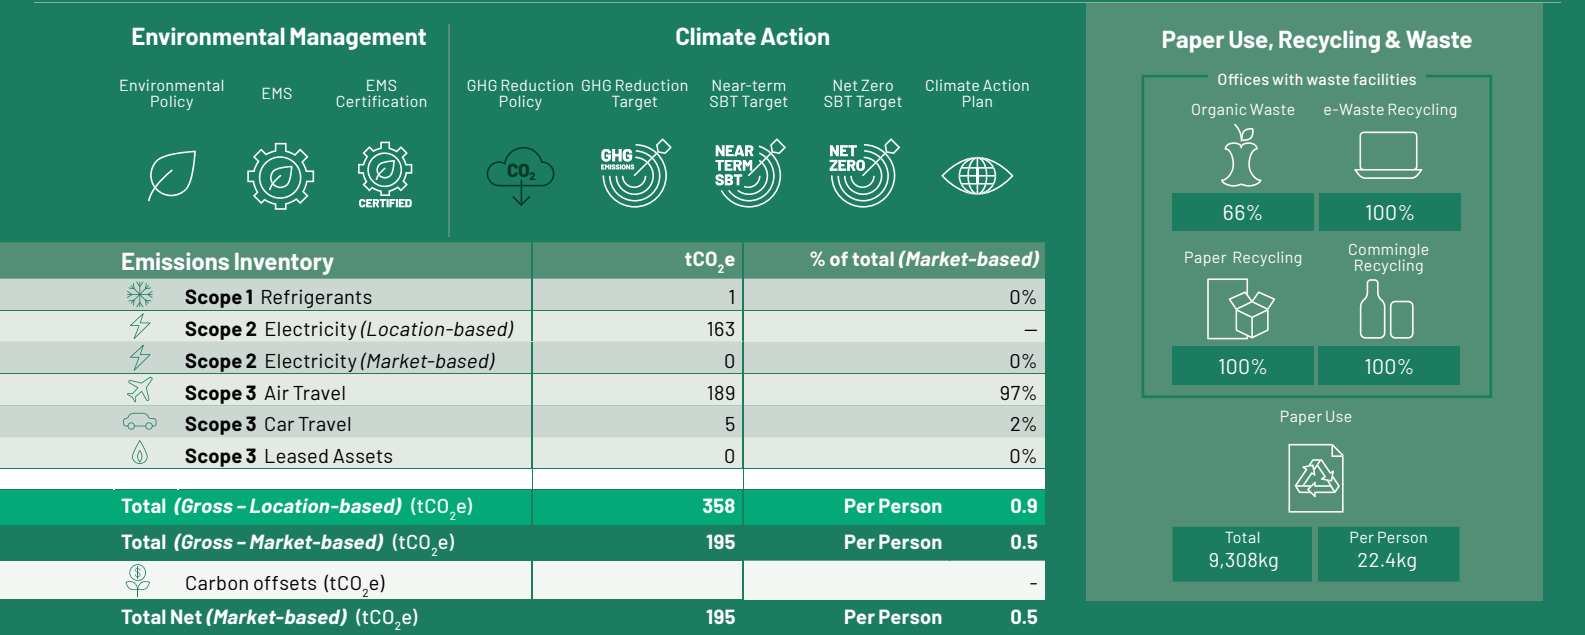 Environmental Management
Environmental
Policy
EMS
EMS
Certification
CERTIFIED
Climate Action
GHG Reduction
Policy
CO2
GHG Reduction
Target
GHG
EMISSIONS
Near-term
SBT Target
NEAR
TERM
SBT
Net Zero
SBT Target
NET
ZERO
Climate Action
Plan
Emissions Inventory tCO2e % of total (Market-based)
Scope 1 Refrigerants 1 0%
Scope 2 Electricity (Location-based) 163 —
Scope 2 Electricity (Market-based) 0 0%
Scope 3 Air Travel 189 97%
Scope 3 Car Travel 5 2%
Scope 3 Leased Assets 0 0%
Total (Gross – Location-based) (tCO2e) 358 Per Person 0.9
Total (Gross – Market-based) (tCO2e) 195 Per Person 0.5
$
Carbon offsets (tCO2e) -
Total Net (Market-based) (tCO2e) 195 Per Person 0.5
Paper Use, Recycling & Waste
Offices with waste facilities
Organic Waste
66%
e-Waste Recycling
100%
Paper Recycling
100%
Commingle
Recycling
100%
Paper Use
Total
9,308kg
Per Person
22.4kg